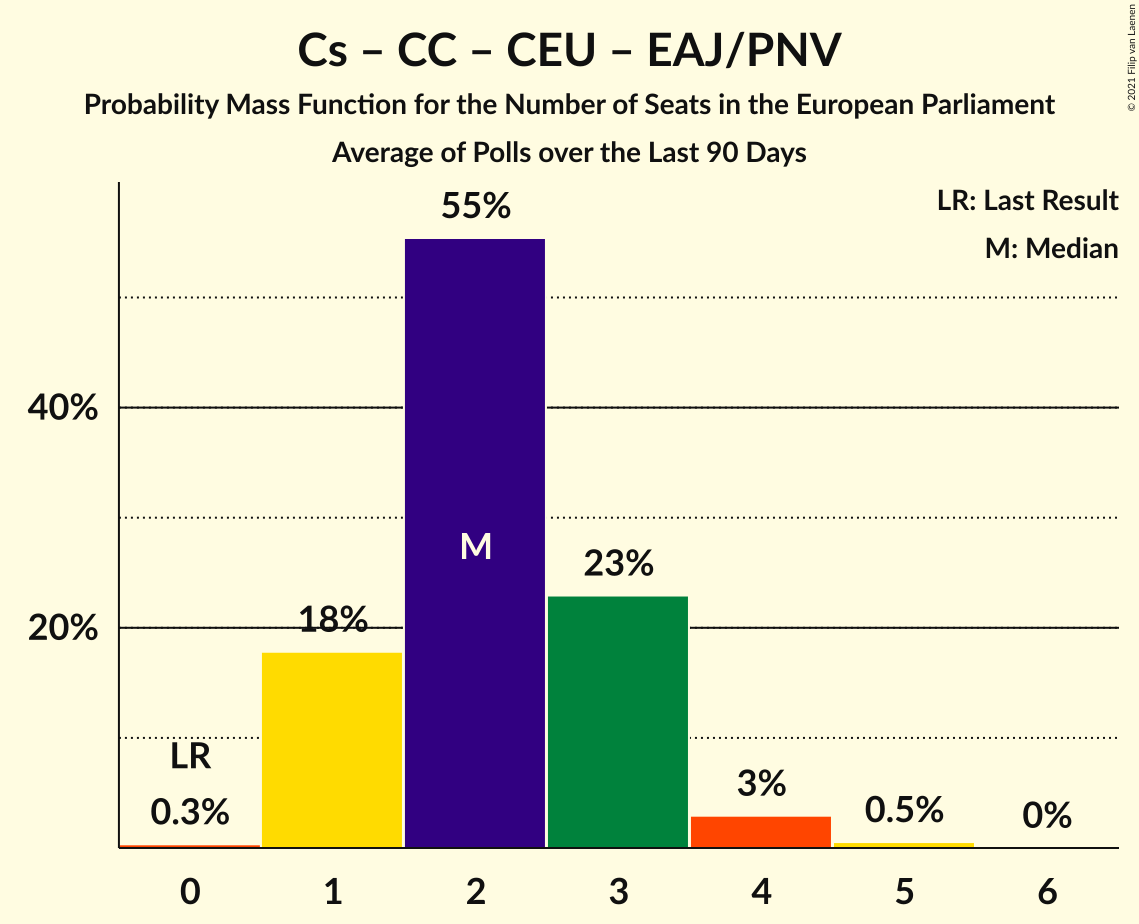 Cs – CC – CEU – EAJ/PNV
Probability Mass Function for the Number of Seats in the European Parliament
Average of Polls over the Last 90 Days
© 2021 Filip van Laenen
LR: Last Result
M: Median
55%
40%
M
23%
20%
18%
LR
0.3%
3%
0.5%
0%
0 1 2 3 4 5 6